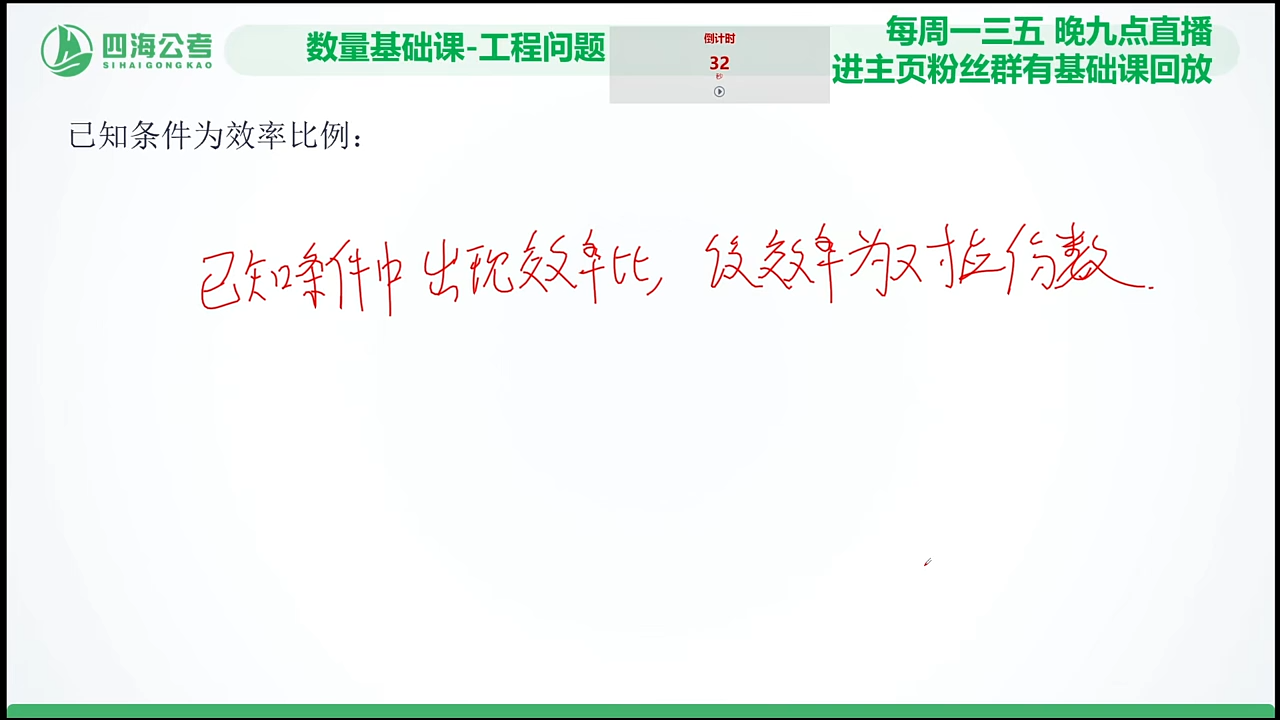 四海公考
SIHAIGONGKAO
数量基础课-工程问题
倒计时
32
秒
每周一三五 晚九点直播
进主页粉丝群有基础课回放
已知条件为效率比例：
已知条件中出现效率比, 设效率为对应份数.